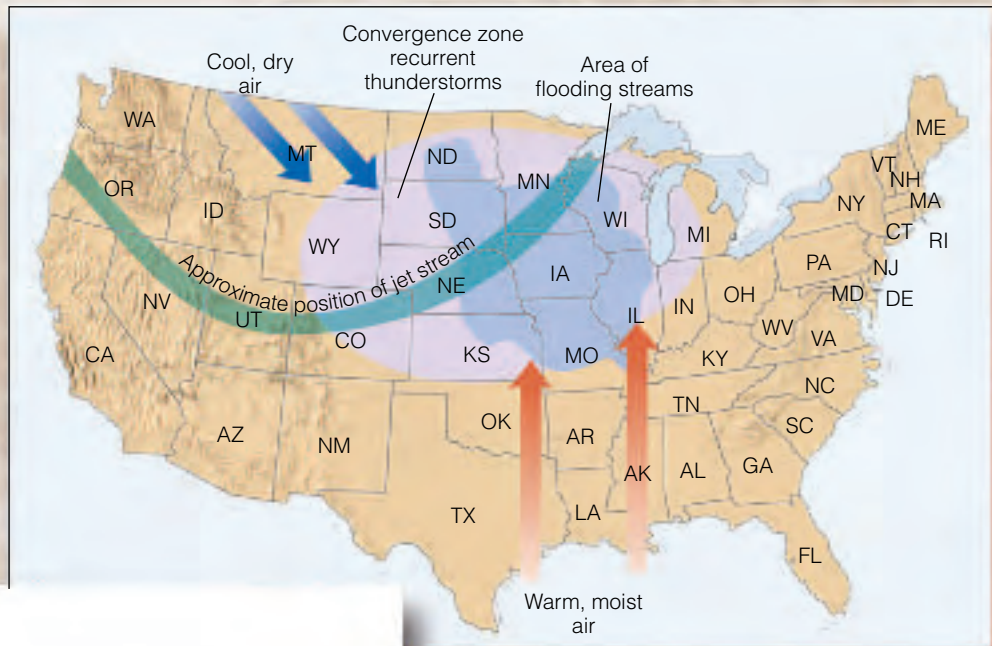 Cool, dry
air
Convergence zone
recurrent
thunderstorms
Area of
flooding streams
WA
MT
ND
MN
ME
VT
NH
OR
ID
SD
WI
MI
NY
MA
CT
RI
WY
Approximate position of jet stream
NE
IA
PA
NJ
NV
UT
CO
IL
IN
OH
MD
DE
WV
VA
CA
KS
MO
KY
NC
TN
SC
AZ
NM
OK
AR
AK
AL
GA
TX
LA
FL
Warm, moist
air